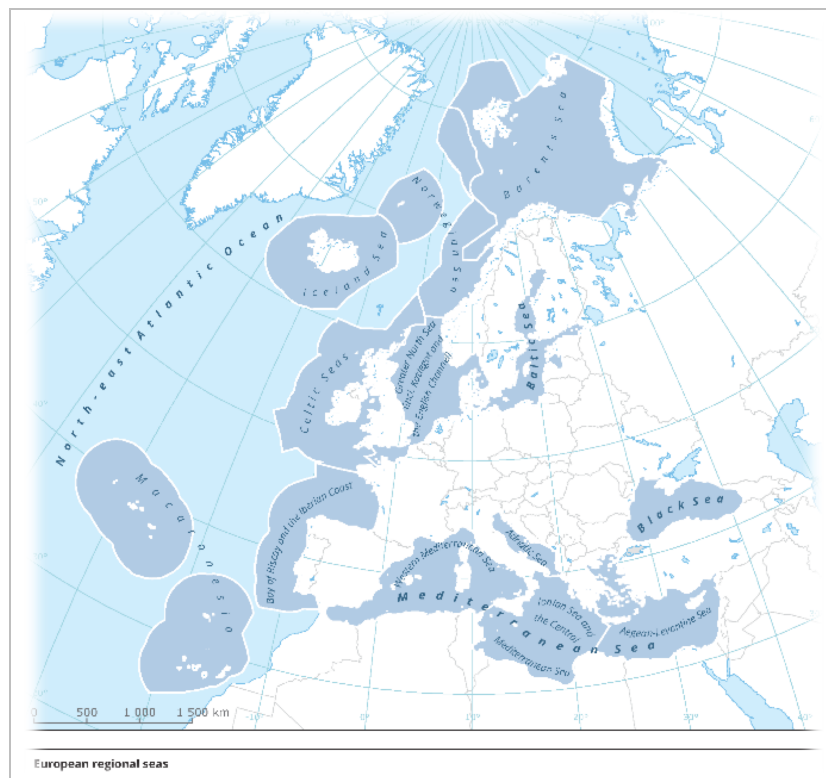 Barents Sea
Norwegian Sea
Iceland Sea
North-east Atlantic Ocean
Celtic Seas
Greater North Sea
incl. Kattegat and
the English Channel
Baltic Sea
Macaronesia
Bay of Biscay and the Iberian Coast
Black Sea
Adriatic Sea
Western Mediterranean Sea
Mediterranean Sea
Ionian Sea and
the Central
Mediterranean Sea
Aegean-Levantine Sea
0 500 1 000 1 500 km
-10° 0° 10° 20° 30° 40°
European regional seas